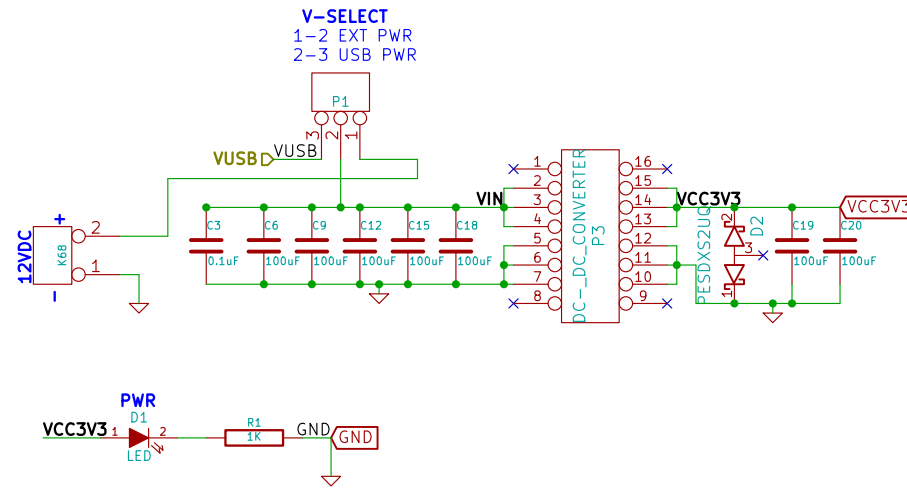 V-SELECT
1-2 EXT PWR
2-3 USB PWR
P1
3
2
1
VUSB
VUSB
12VDC
+
-
K68
2
1
C3
0.1uF
C6
100uF
C9
100uF
C12
100uF
C15
100uF
C18
100uF
VIN
1
2
3
4
5
6
7
8
DC-_DC_CONVERTER
P3
16
15
14
13
12
11
10
9
VCC3V3
PESDXS2UQ
2
3
1
D2
C19
100uF
C20
100uF
VCC3V3
PWR
D1
VCC3V3
1
2
LED
R1
1K
GND
GND